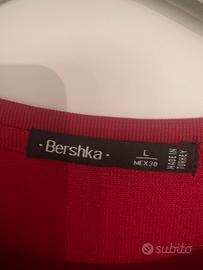 - Bershka -
L
MEX30
MADE IN
TURKEY
subito